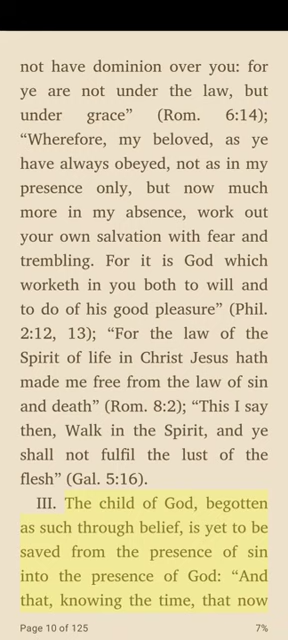 not have dominion over you: for
ye are not under the law, but
under grace” (Rom. 6:14);
“Wherefore, my beloved, as ye
have always obeyed, not as in my
presence only, but now much
more in my absence, work out
your own salvation with fear and
trembling. For it is God which
worketh in you both to will and
to do of his good pleasure” (Phil.
2:12, 13); “For the law of the
Spirit of life in Christ Jesus hath
made me free from the law of sin
and death” (Rom. 8:2); “This I say
then, Walk in the Spirit, and ye
shall not fulfil the lust of the
flesh” (Gal. 5:16).
III. The child of God, begotten
as such through belief, is yet to be
saved from the presence of sin
into the presence of God: “And
that, knowing the time, that now
Page 10 of 125 7%